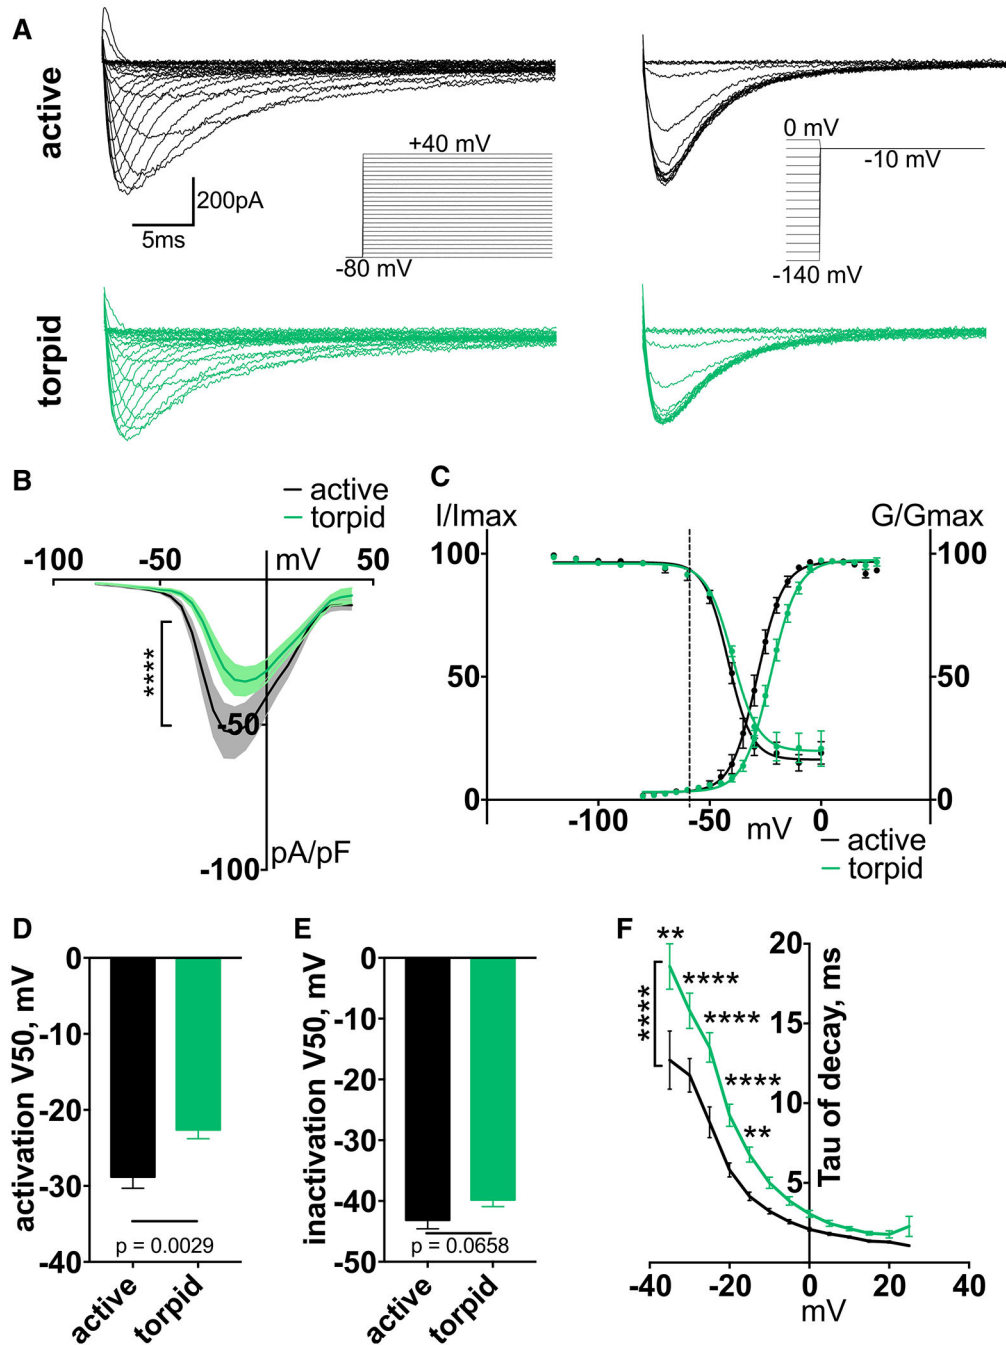 A
active
200pA
5ms
+40 mV
-80 mV
0 mV
-10 mV
-140 mV
torpid
B
active
torpid
-100
-50
mV
50
****
-50
-100
pA/pF
C
I/Imax
G/Gmax
100
100
50
50
0
0
-100
-50
mV
0
active
torpid
D
activation V50, mV
0
-10
-20
-30
-40
p = 0.0029
active
torpid
E
inactivation V50, mV
0
-10
-20
-30
-40
-50
p = 0.0658
active
torpid
F
**
****
****
****
****
**
20
15
10
5
Tau of decay, ms
-40
-20
0
20
40
mV